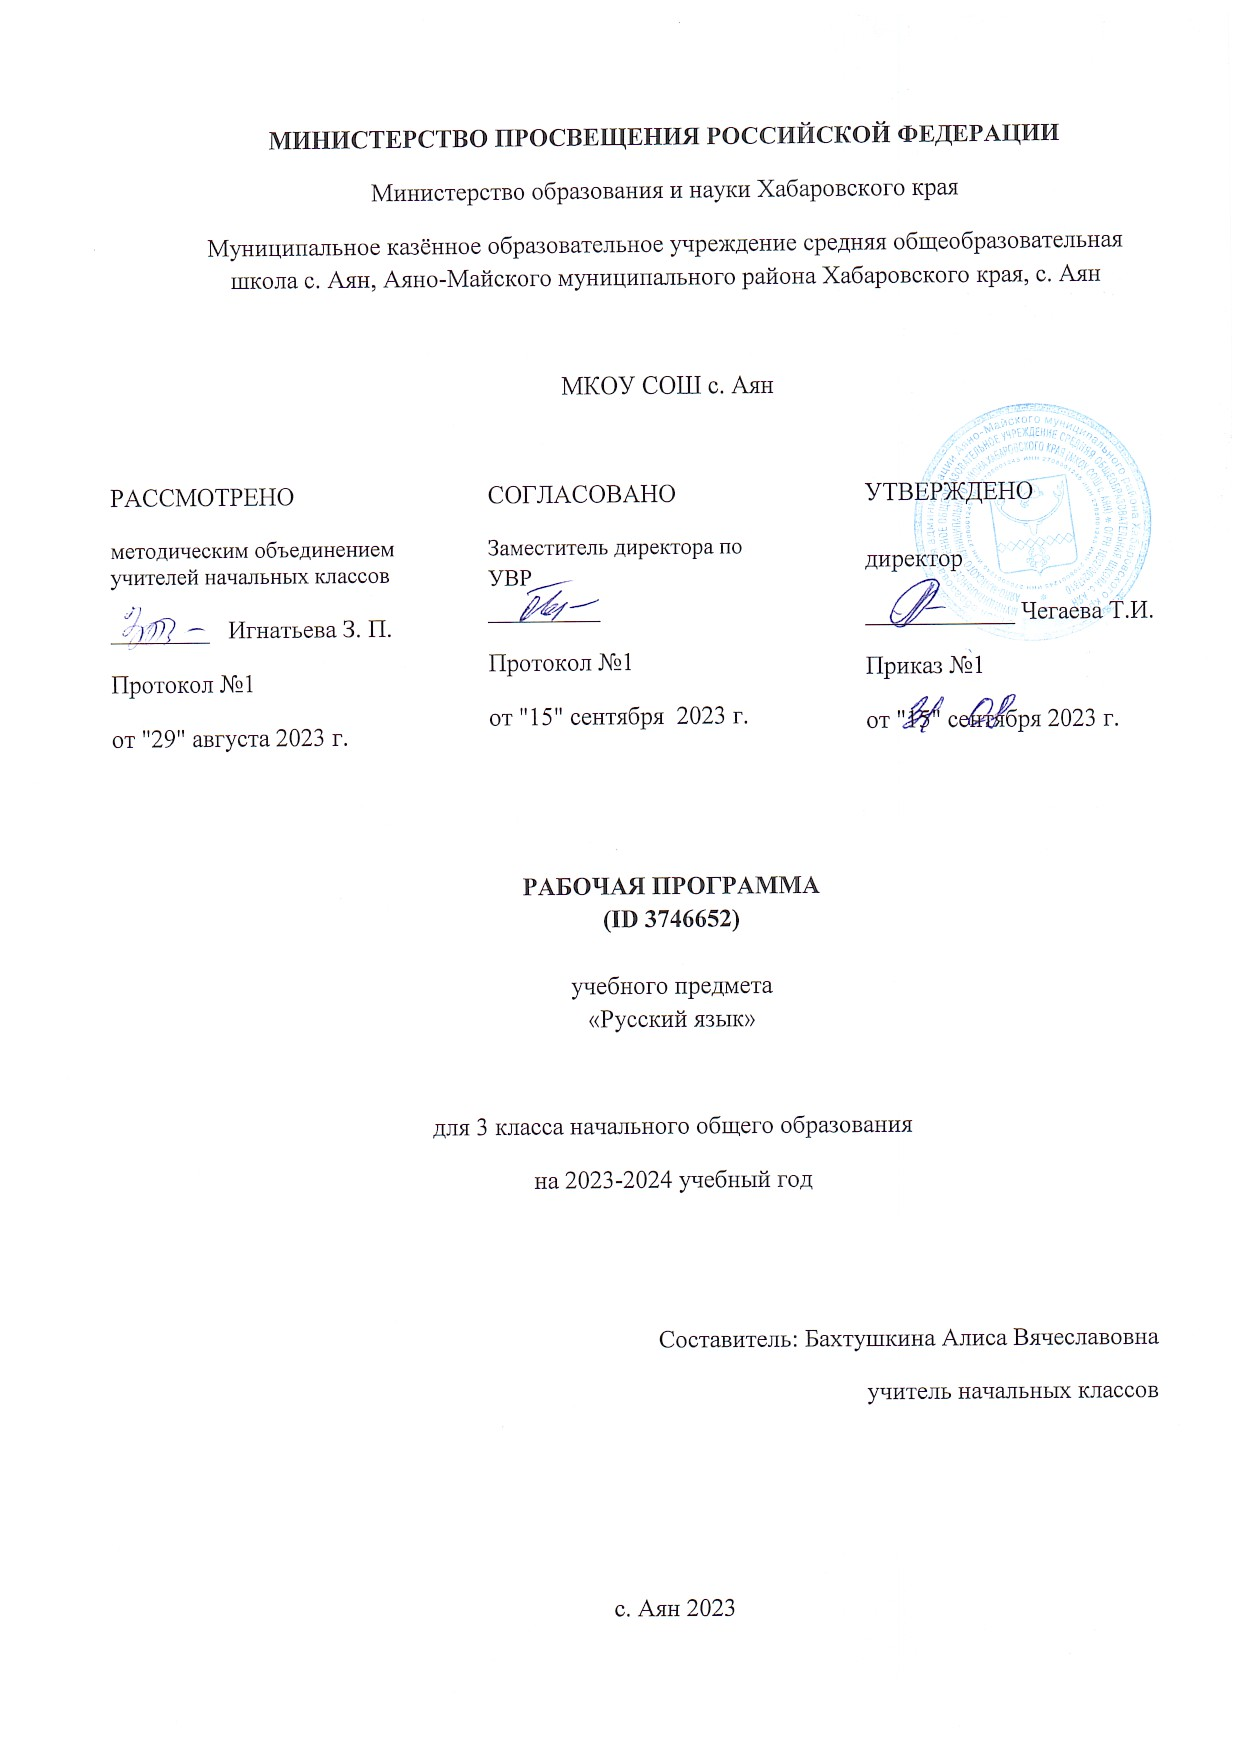 МИНИСТЕРСТВО ПРОСВЕЩЕНИЯ РОССИЙСКОЙ ФЕДЕРАЦИИ
Министерство образования и науки Хабаровского края
Муниципальное казённое образовательное учреждение средняя общеобразовательная
школа с. Аян, Аяно-Майского муниципального района Хабаровского края, с. Аян
МКОУ СОШ с. Аян
РАССМОТРЕНО
методическим объединением
учителей начальных классов
Игнатьева З. П.
Протокол №1
от "29" августа 2023 г.
СОГЛАСОВАНО
Заместитель директора по
УВР
Протокол №1
от "15" сентября 2023 г.
УТВЕРЖДЕНО
директор
Чегаева Т.И.
Приказ №1
от "15" сентября 2023 г.
РАБОЧАЯ ПРОГРАММА
(ID 3746652)
учебного предмета
«Русский язык»
для 3 класса начального общего образования
на 2023-2024 учебный год
Составитель: Бахтушкина Алиса Вячеславовна
учитель начальных классов
с. Аян 2023